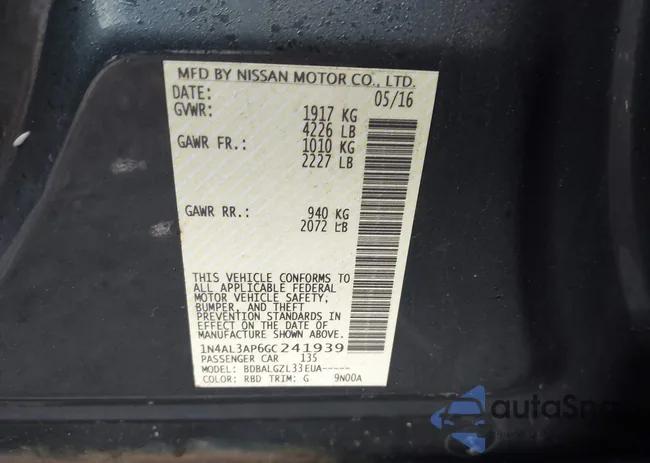 MFD BY NISSAN MOTOR CO., LTD.
DATE: 05/16
GVWR: 1917 KG
4226 LB
GAWR FR.: 1010 KG
2227 LB
GAWR RR.: 940 KG
2072 LB
THIS VEHICLE CONFORMS TO
ALL APPLICABLE FEDERAL
MOTOR VEHICLE SAFETY,
BUMPER, AND THEFT
PREVENTION STANDARDS IN
EFFECT ON THE DATE OF
MANUFACTURE SHOWN ABOVE.
1N4AL3AP6GC241939
PASSENGER CAR 135
MODEL: BDBALGZL33EUA-----
COLOR: RBD TRIM: G 9N00A